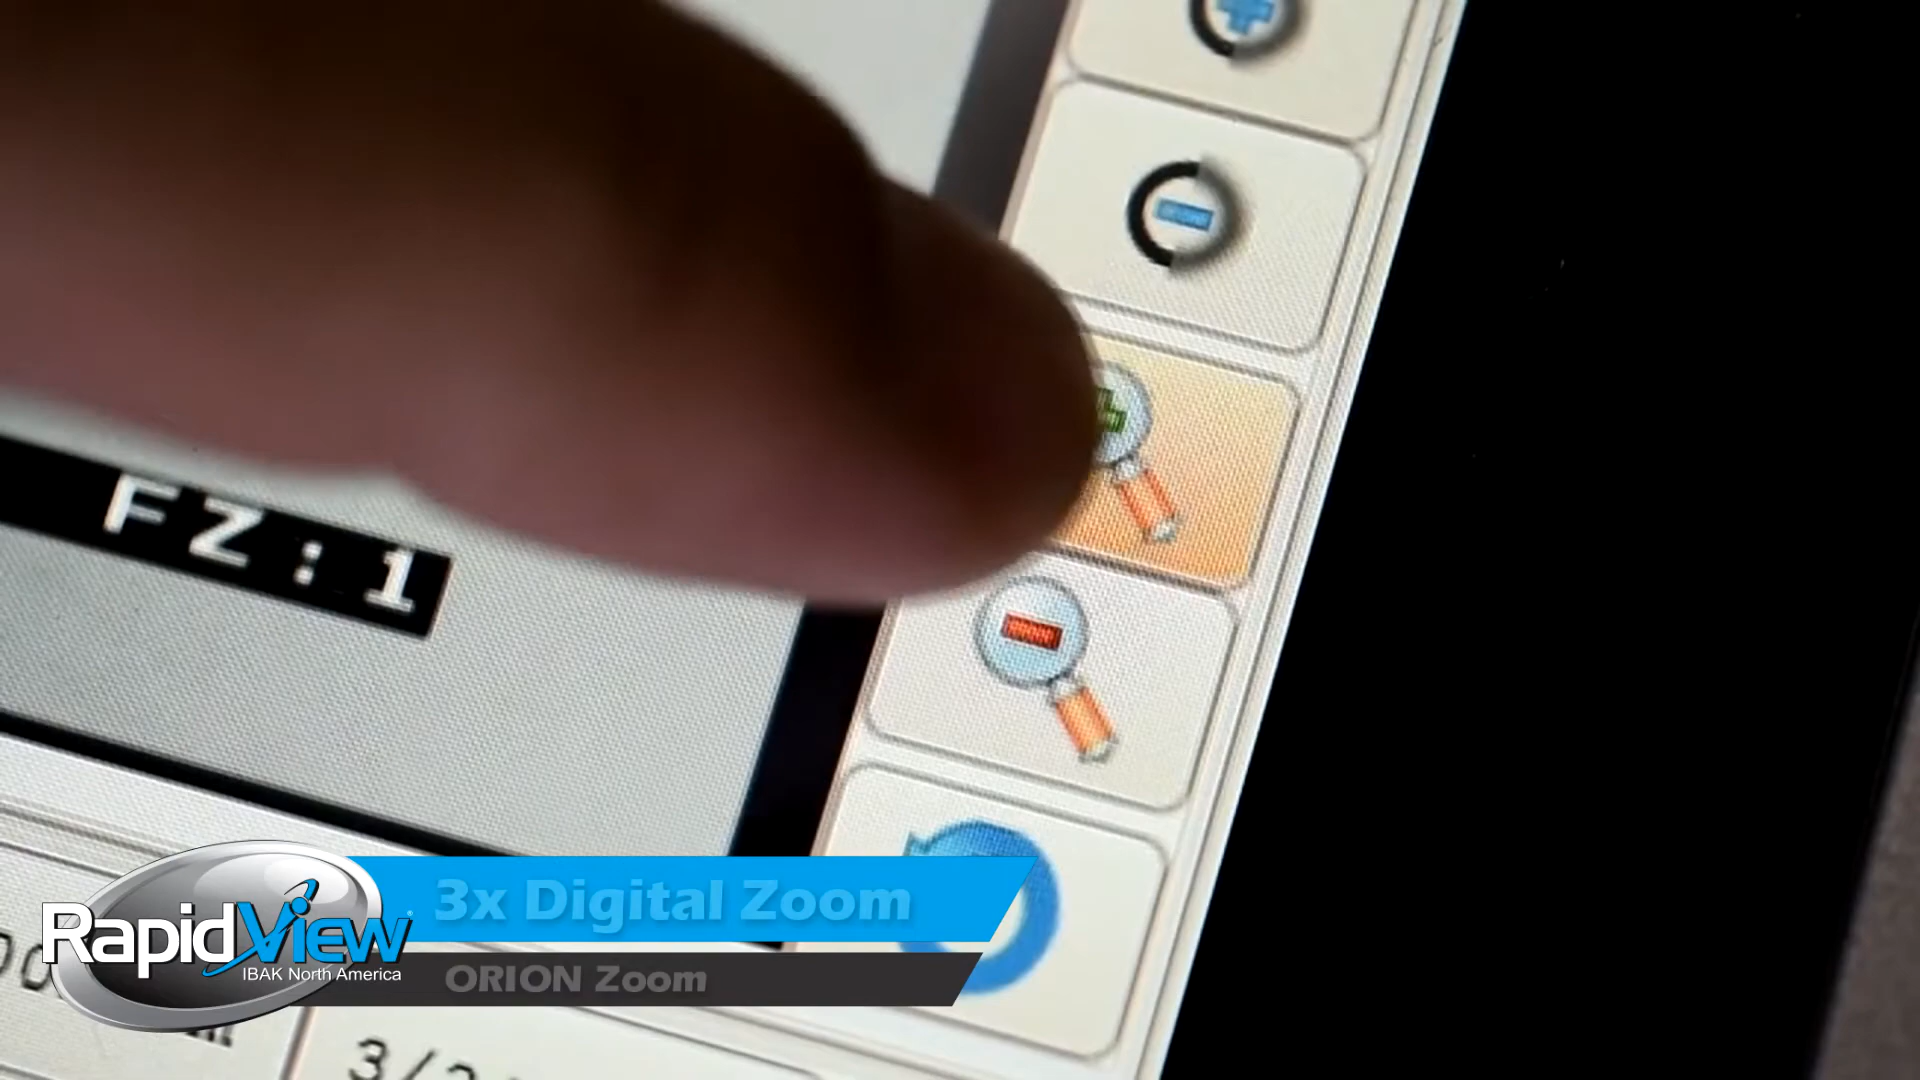 FZ:1
3x Digital Zoom
RapidView
IBAK North America
ORION Zoom